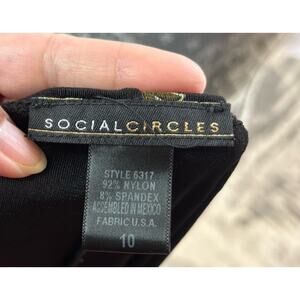 SOCIALCIRCLES
STYLE 6317
92% NYLON
8% SPANDEX
ASSEMBLED IN MEXICO
FABRIC U.S.A.
10